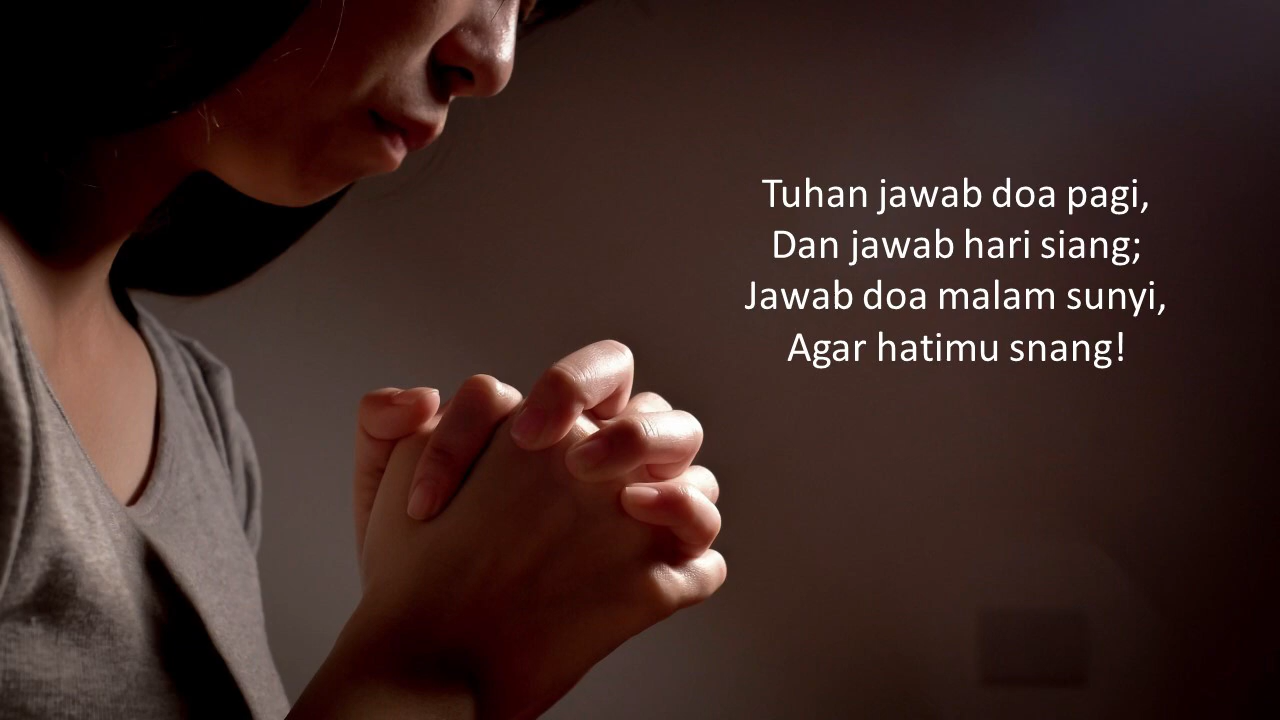 Tuhan jawab doa pagi,
Dan jawab hari siang;
Jawab doa malam sunyi,
Agar hatimu snang!